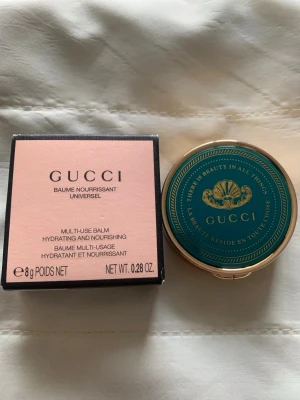 GUCCI
BAUME NOURRISSANT
UNIVERSEL
MULTI-USE BALM
HYDRATING AND NOURISHING
BAUME MULTI-USAGE
HYDRATANT ET NOURRISSANT
℮ 8 g POIDS NET NET WT. 0.28 OZ.
THERE IS BEAUTY IN ALL THINGS
GUCCI
LA BEAUTÉ RÉSIDE EN TOUTE CHOSE